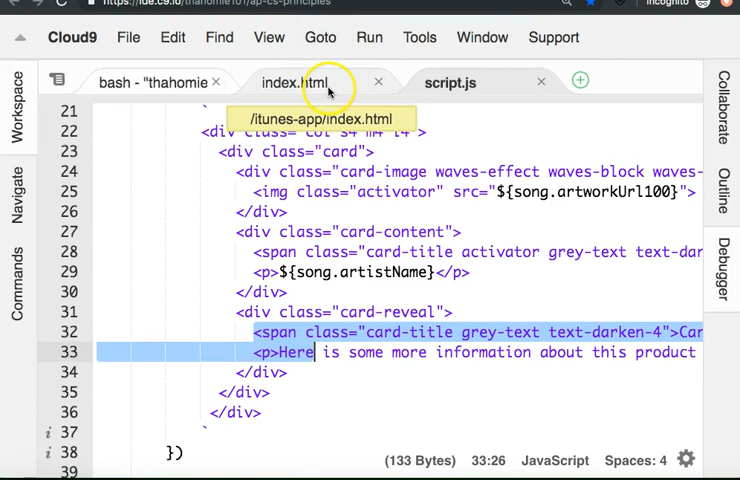 https://ide.c9.io/thahomie101/ap-cs-principles
Incognito
Cloud9 File Edit Find View Goto Run Tools Window Support
bash - "thahomie × index.html × script.js ×
/itunes-app/index.html
Workspace
Navigate
Commands
Collaborate
Outline
Debugger
21 `
22 <div class="col s4 m4 l4">
23 <div class="card">
24 <div class="card-image waves-effect waves-block waves-
25 <img class="activator" src="${song.artworkUrl100}">
26 </div>
27 <div class="card-content">
28 <span class="card-title activator grey-text text-dar
29 <p>${song.artistName}</p>
30 </div>
31 <div class="card-reveal">
32 <span class="card-title grey-text text-darken-4">Car
33 <p>Here is some more information about this product
34 </div>
35 </div>
36 </div>
37 `
38 })
39
(133 Bytes) 33:26 JavaScript Spaces: 4